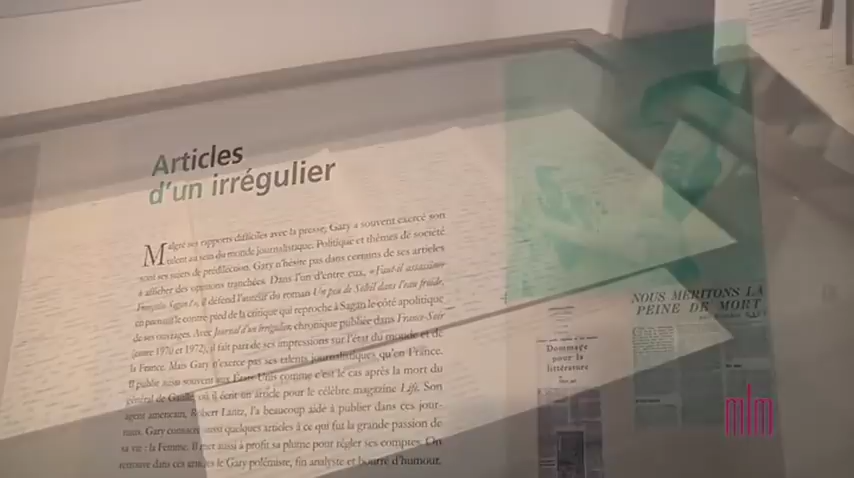 Articles
d'un irrégulier
Malgré ses rapports difficiles avec la presse, Gary a souvent exercé son
talent au sein du monde journalistique. Politique et thèmes de société
sont ses sujets de prédilection. Gary n'hésite pas dans certains de ses articles
à afficher des opinions tranchées. Dans l'un d'entre eux, « Faut-il assassiner
Françoise Sagan ? », il défend l'auteur du roman Un peu de Soleil dans l'eau froide,
en prenant le contre-pied de la critique qui reproche à Sagan le côté apolitique
de ses ouvrages. Avec Journal d'un irrégulier, chronique publiée dans France-Soir
(entre 1970 et 1972), il fait part de ses impressions sur l'état du monde et de
la France. Mais Gary n'exerce pas ses talents journalistiques qu'en France.
Il publie aussi souvent aux États-Unis comme c'est le cas après la mort du
général de Gaulle, où il écrit un article pour le célèbre magazine Life. Son
agent américain, Robert Lantz, l'a beaucoup aidé à publier dans ces jour-
naux. Gary consacre aussi quelques articles à ce qui fut la grande passion de
sa vie : la Femme. Il met aussi à profit sa plume pour régler ses comptes. On
retrouve dans ces articles le Gary polémiste, fin analyste et bourré d'humour.
NOUS MÉRITONS LA
PEINE DE MORT
Dommage
pour la
littérature
mlm